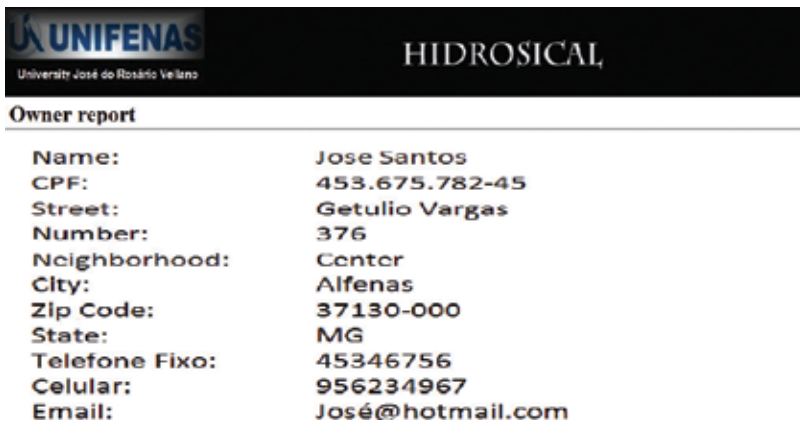 UNIFENAS
University José do Rosário Vellano
HIDROSICAL
Owner report
Name: Jose Santos
CPF: 453.675.782-45
Street: Getulio Vargas
Number: 376
Neighborhood: Center
City: Alfenas
Zip Code: 37130-000
State: MG
Telefone Fixo: 45346756
Celular: 956234967
Email: José@hotmail.com